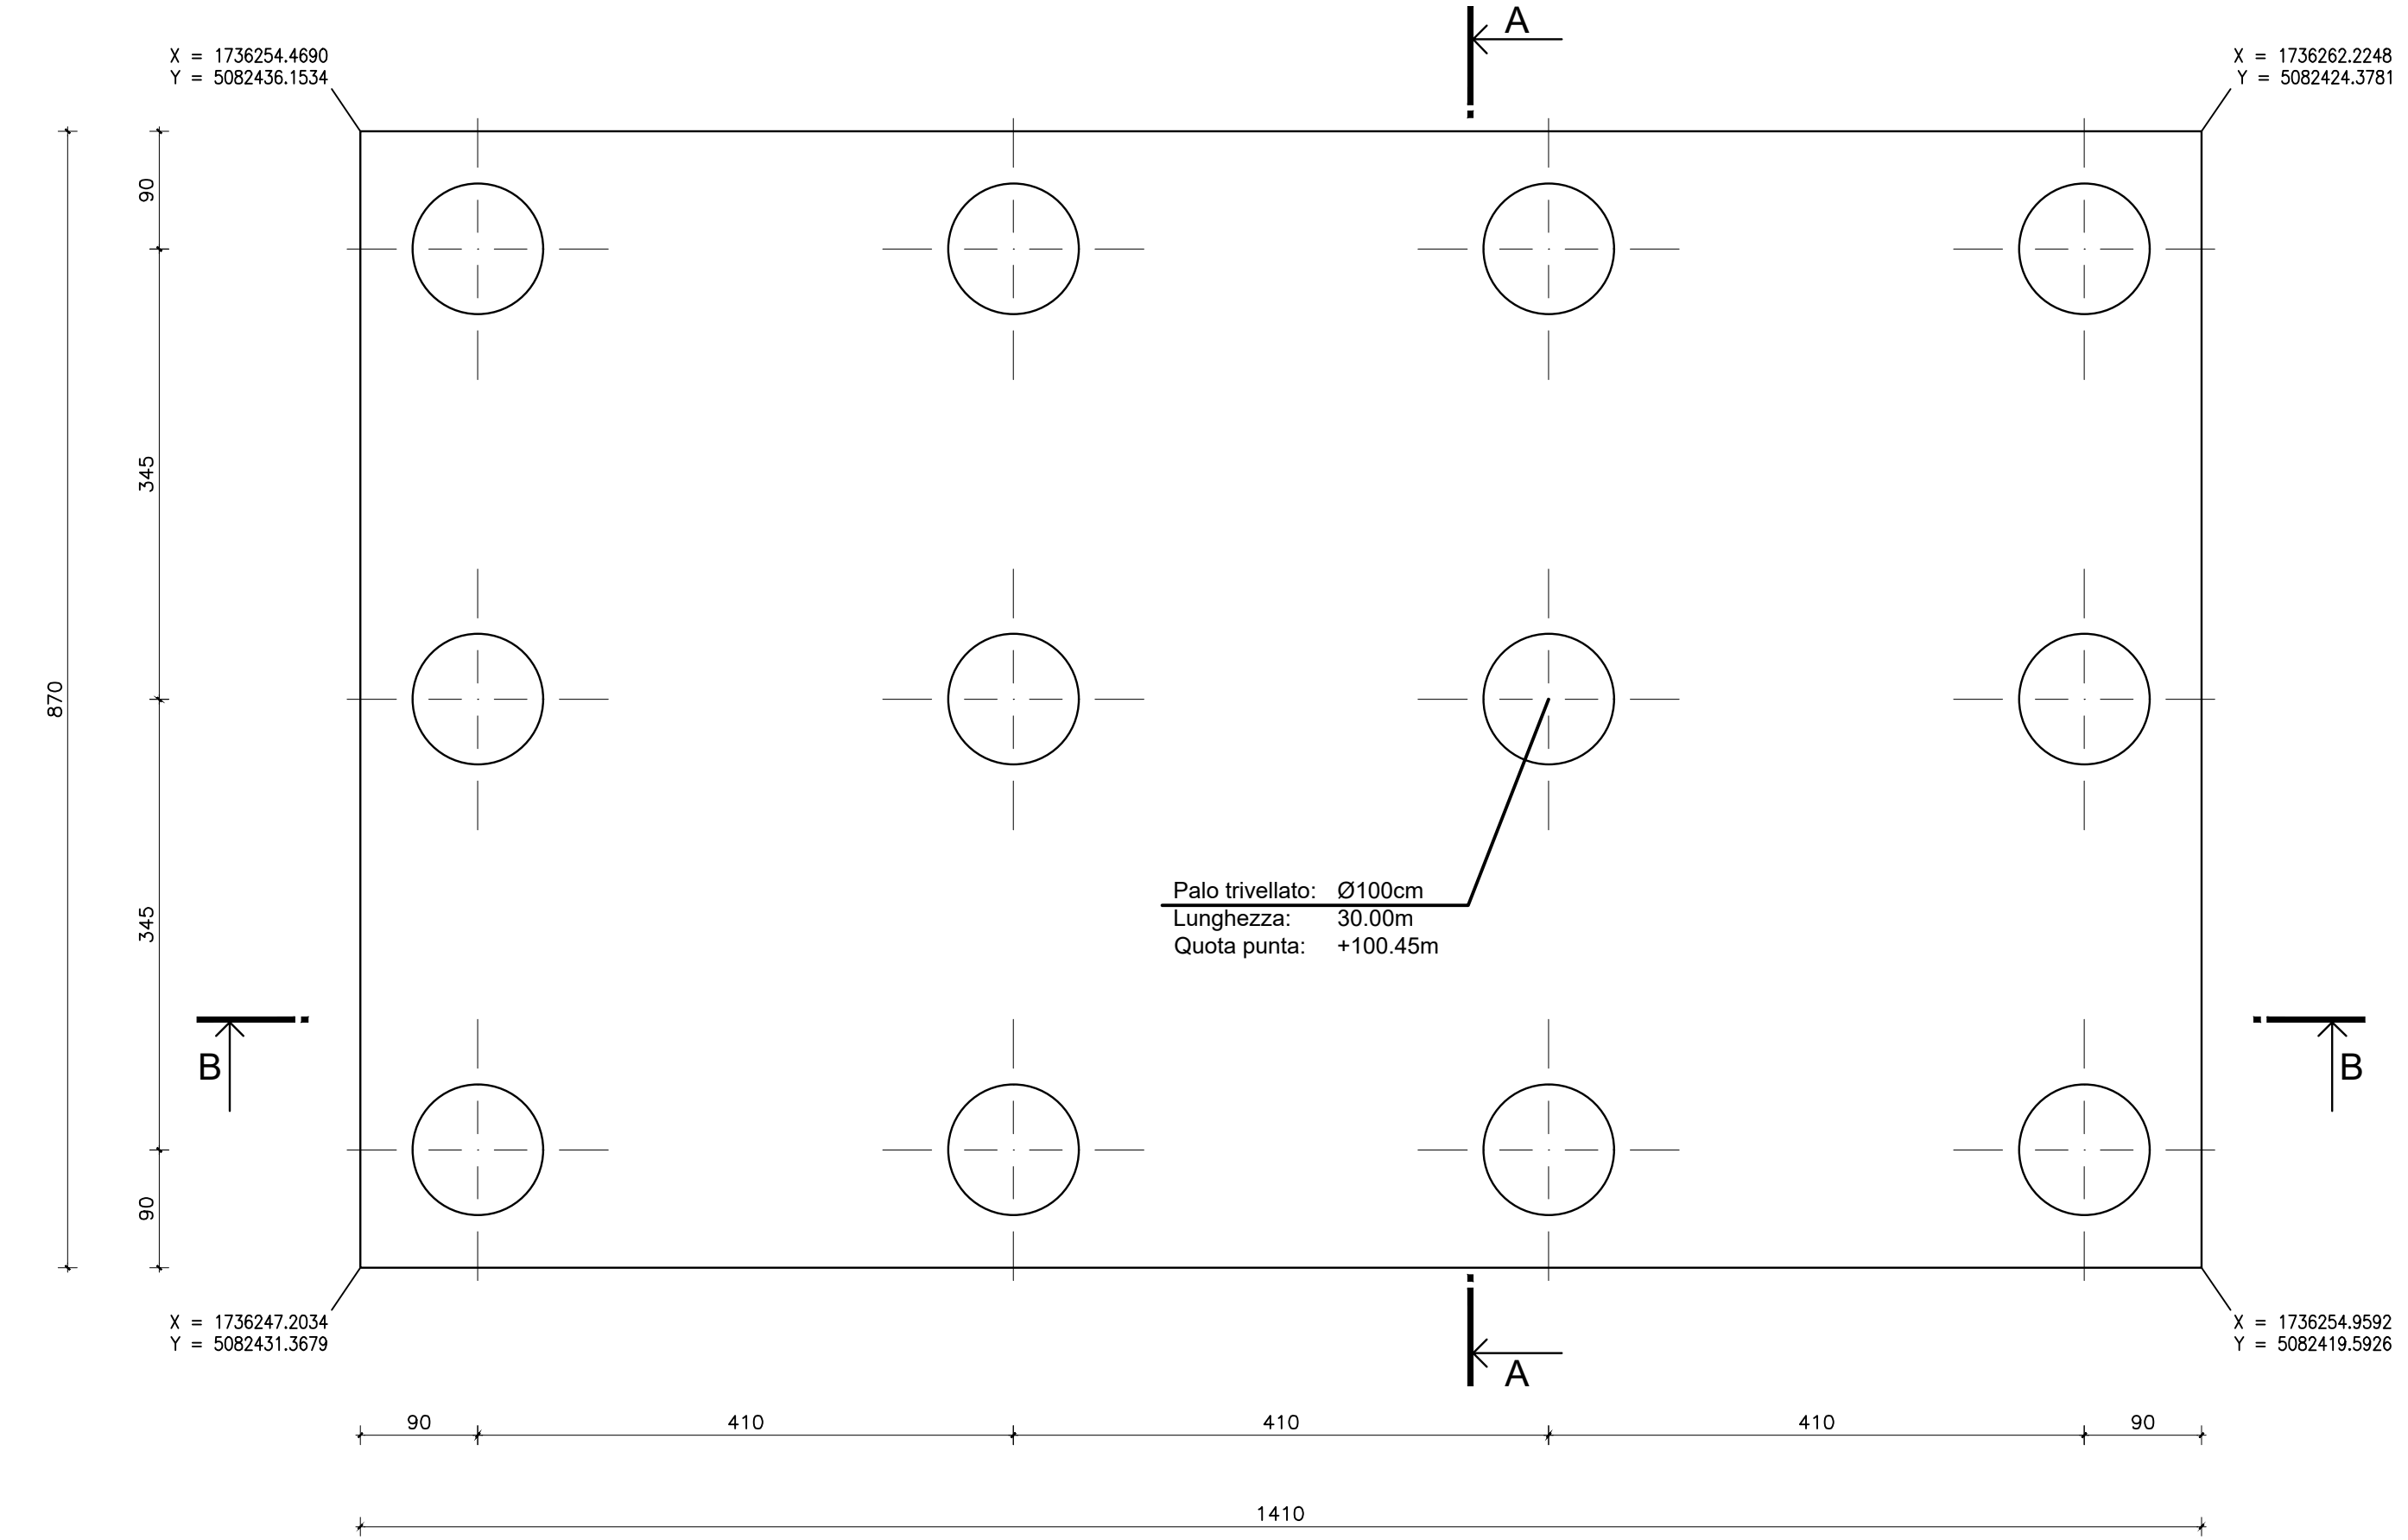 A
X = 1736254.4690
Y = 5082436.1534
X = 1736262.2248
Y = 5082424.3781
90
345
870
345
90
Palo trivellato: Ø100cm
Lunghezza: 30.00m
Quota punta: +100.45m
B
B
X = 1736247.2034
Y = 5082431.3679
X = 1736254.9592
Y = 5082419.5926
A
90
410
410
410
90
1410